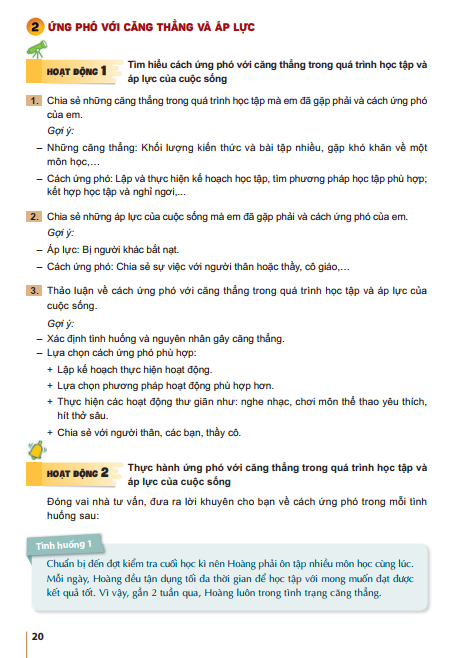 2 ỨNG PHÓ VỚI CĂNG THẲNG VÀ ÁP LỰC
HOẠT ĐỘNG 1
Tìm hiểu cách ứng phó với căng thẳng trong quá trình học tập và
áp lực của cuộc sống
1. Chia sẻ những căng thẳng trong quá trình học tập mà em đã gặp phải và cách ứng phó
của em.
Gợi ý:
– Những căng thẳng: Khối lượng kiến thức và bài tập nhiều, gặp khó khăn về một
môn học,...
– Cách ứng phó: Lập và thực hiện kế hoạch học tập, tìm phương pháp học tập phù hợp;
kết hợp học tập và nghỉ ngơi,...
2. Chia sẻ những áp lực của cuộc sống mà em đã gặp phải và cách ứng phó của em.
Gợi ý:
– Áp lực: Bị người khác bắt nạt.
– Cách ứng phó: Chia sẻ sự việc với người thân hoặc thầy, cô giáo,...
3. Thảo luận về cách ứng phó với căng thẳng trong quá trình học tập và áp lực của
cuộc sống.
Gợi ý:
– Xác định tình huống và nguyên nhân gây căng thẳng.
– Lựa chọn cách ứng phó phù hợp:
+ Lập kế hoạch thực hiện hoạt động.
+ Lựa chọn phương pháp hoạt động phù hợp hơn.
+ Thực hiện các hoạt động thư giãn như: nghe nhạc, chơi môn thể thao yêu thích,
hít thở sâu.
+ Chia sẻ với người thân, các bạn, thầy cô.
HOẠT ĐỘNG 2
Thực hành ứng phó với căng thẳng trong quá trình học tập và
áp lực của cuộc sống
Đóng vai nhà tư vấn, đưa ra lời khuyên cho bạn về cách ứng phó trong mỗi tình
huống sau:
Tình huống 1
Chuẩn bị đến đợt kiểm tra cuối học kì nên Hoàng phải ôn tập nhiều môn học cùng lúc.
Mỗi ngày, Hoàng đều tận dụng tối đa thời gian để học tập với mong muốn đạt được
kết quả tốt. Vì vậy, gần 2 tuần qua, Hoàng luôn trong tình trạng căng thẳng.
20